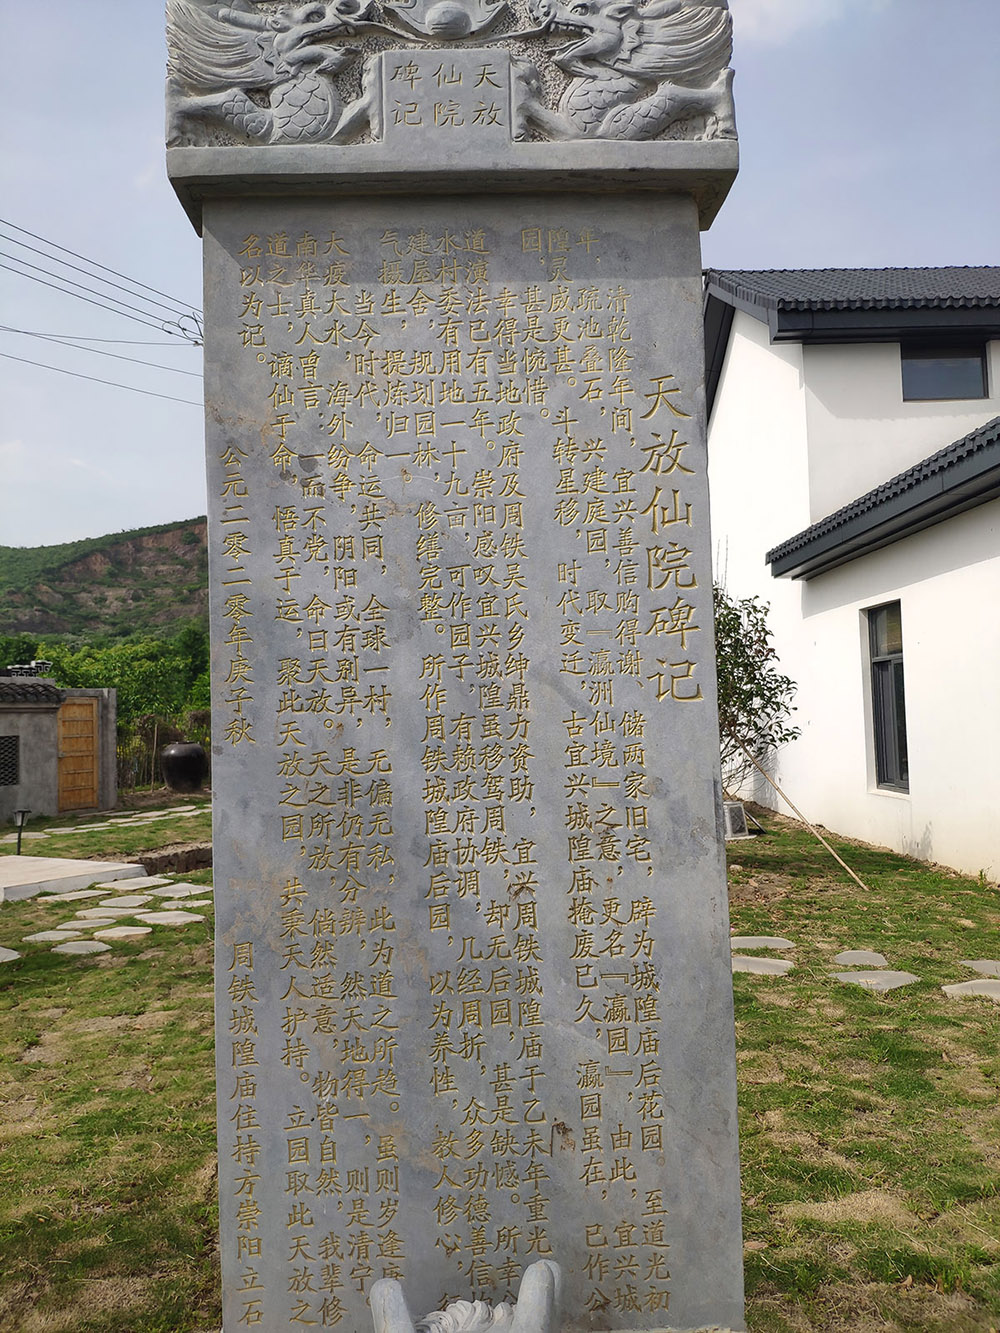 天放
仙院
碑记
天放仙院碑记
清乾隆年间，宜兴善信购得谢、储两家旧宅，辟为城隍庙后花园。至道光初
年，疏池叠石，兴建庭园，取『瀛洲仙境』之意，更名『瀛园』，由此，宜兴城
隍灵威更甚。斗转星移，时代变迁，古宜兴城隍庙掩废已久，瀛园虽在，已作公
园，甚是惋惜。
幸得当地政府及周铁吴氏乡绅鼎力资助，宜兴周铁城隍庙于乙未年重光
道演法已有五年。崇阳感叹宜兴城隍虽移驾周铁，却无后园，甚是缺憾。所幸
水村委有用地一十九亩，可作园子，有赖政府协调，几经周折，众多功德善信
建屋舍，规划园林，修缮完整。所作周铁城隍庙后园，以为养性，教人修心，
气摄生，提炼归一。
当今时代，命运共同，全球一村，无偏无私，此为道之所趋。虽则岁逢庚
大疫大水，海外纷争，阴阳或有别异，是非仍有分辨，然天地得一，则是清宁。
南华真人曾言，一而不党，命曰天放。天之所放，倘然适意，物皆自然，我辈修
道之士，谪仙子命，悟真子运，聚此天放之园，共秉天人护持。立园取此天放之
名以为记。
公元二零二零年庚子秋 周铁城隍庙住持方崇阳立石